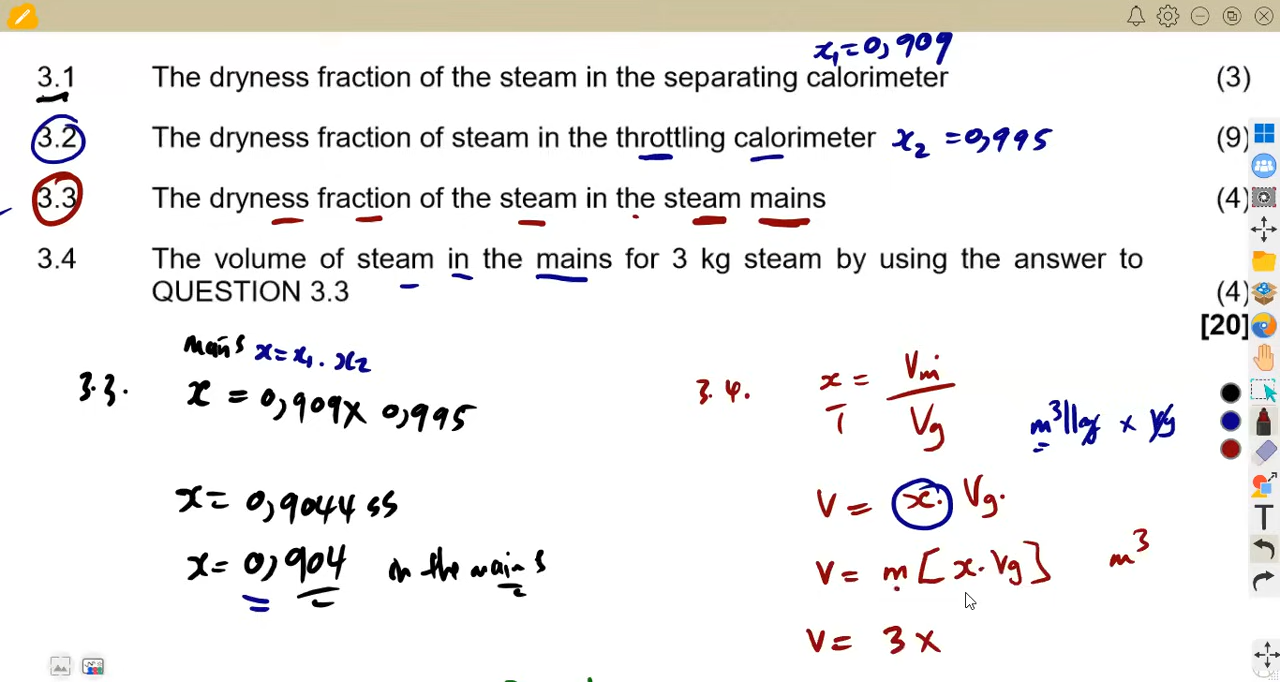 x₁=0,909
3.1 The dryness fraction of the steam in the separating calorimeter (3)
3.2 The dryness fraction of steam in the throttling calorimeter x₂ =0,995 (9)
3.3 The dryness fraction of the steam in the steam mains (4)
3.4 The volume of steam in the mains for 3 kg steam by using the answer to
QUESTION 3.3 (4)
[20]
mains x=x₁.x₂
3.3. x = 0,909x 0,995
x= 0,9044 55
x= 0,904 in the mains
3.4. x/1 = Vm/Vg
m³/kg x kg
V = x. Vg.
V= m[x.Vg] m³
V= 3 x
T